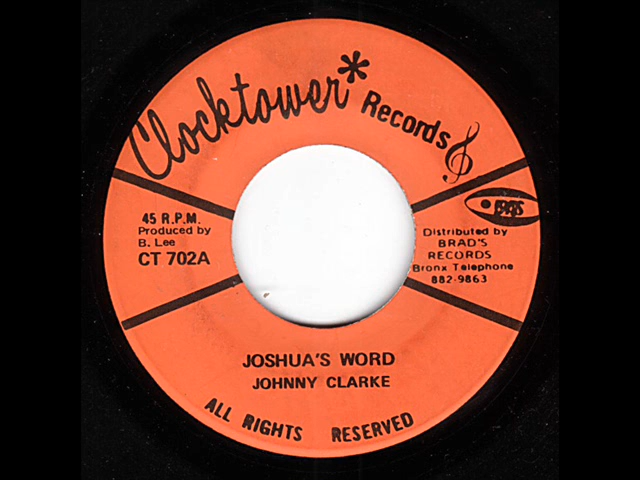 Clocktower* Records
45 R.P.M.
Produced by
B. Lee
CT 702A
BRADS
Distributed by
BRAD'S
RECORDS
Bronx Telephone
882-9863
JOSHUA'S WORD
JOHNNY CLARKE
ALL RIGHTS RESERVED